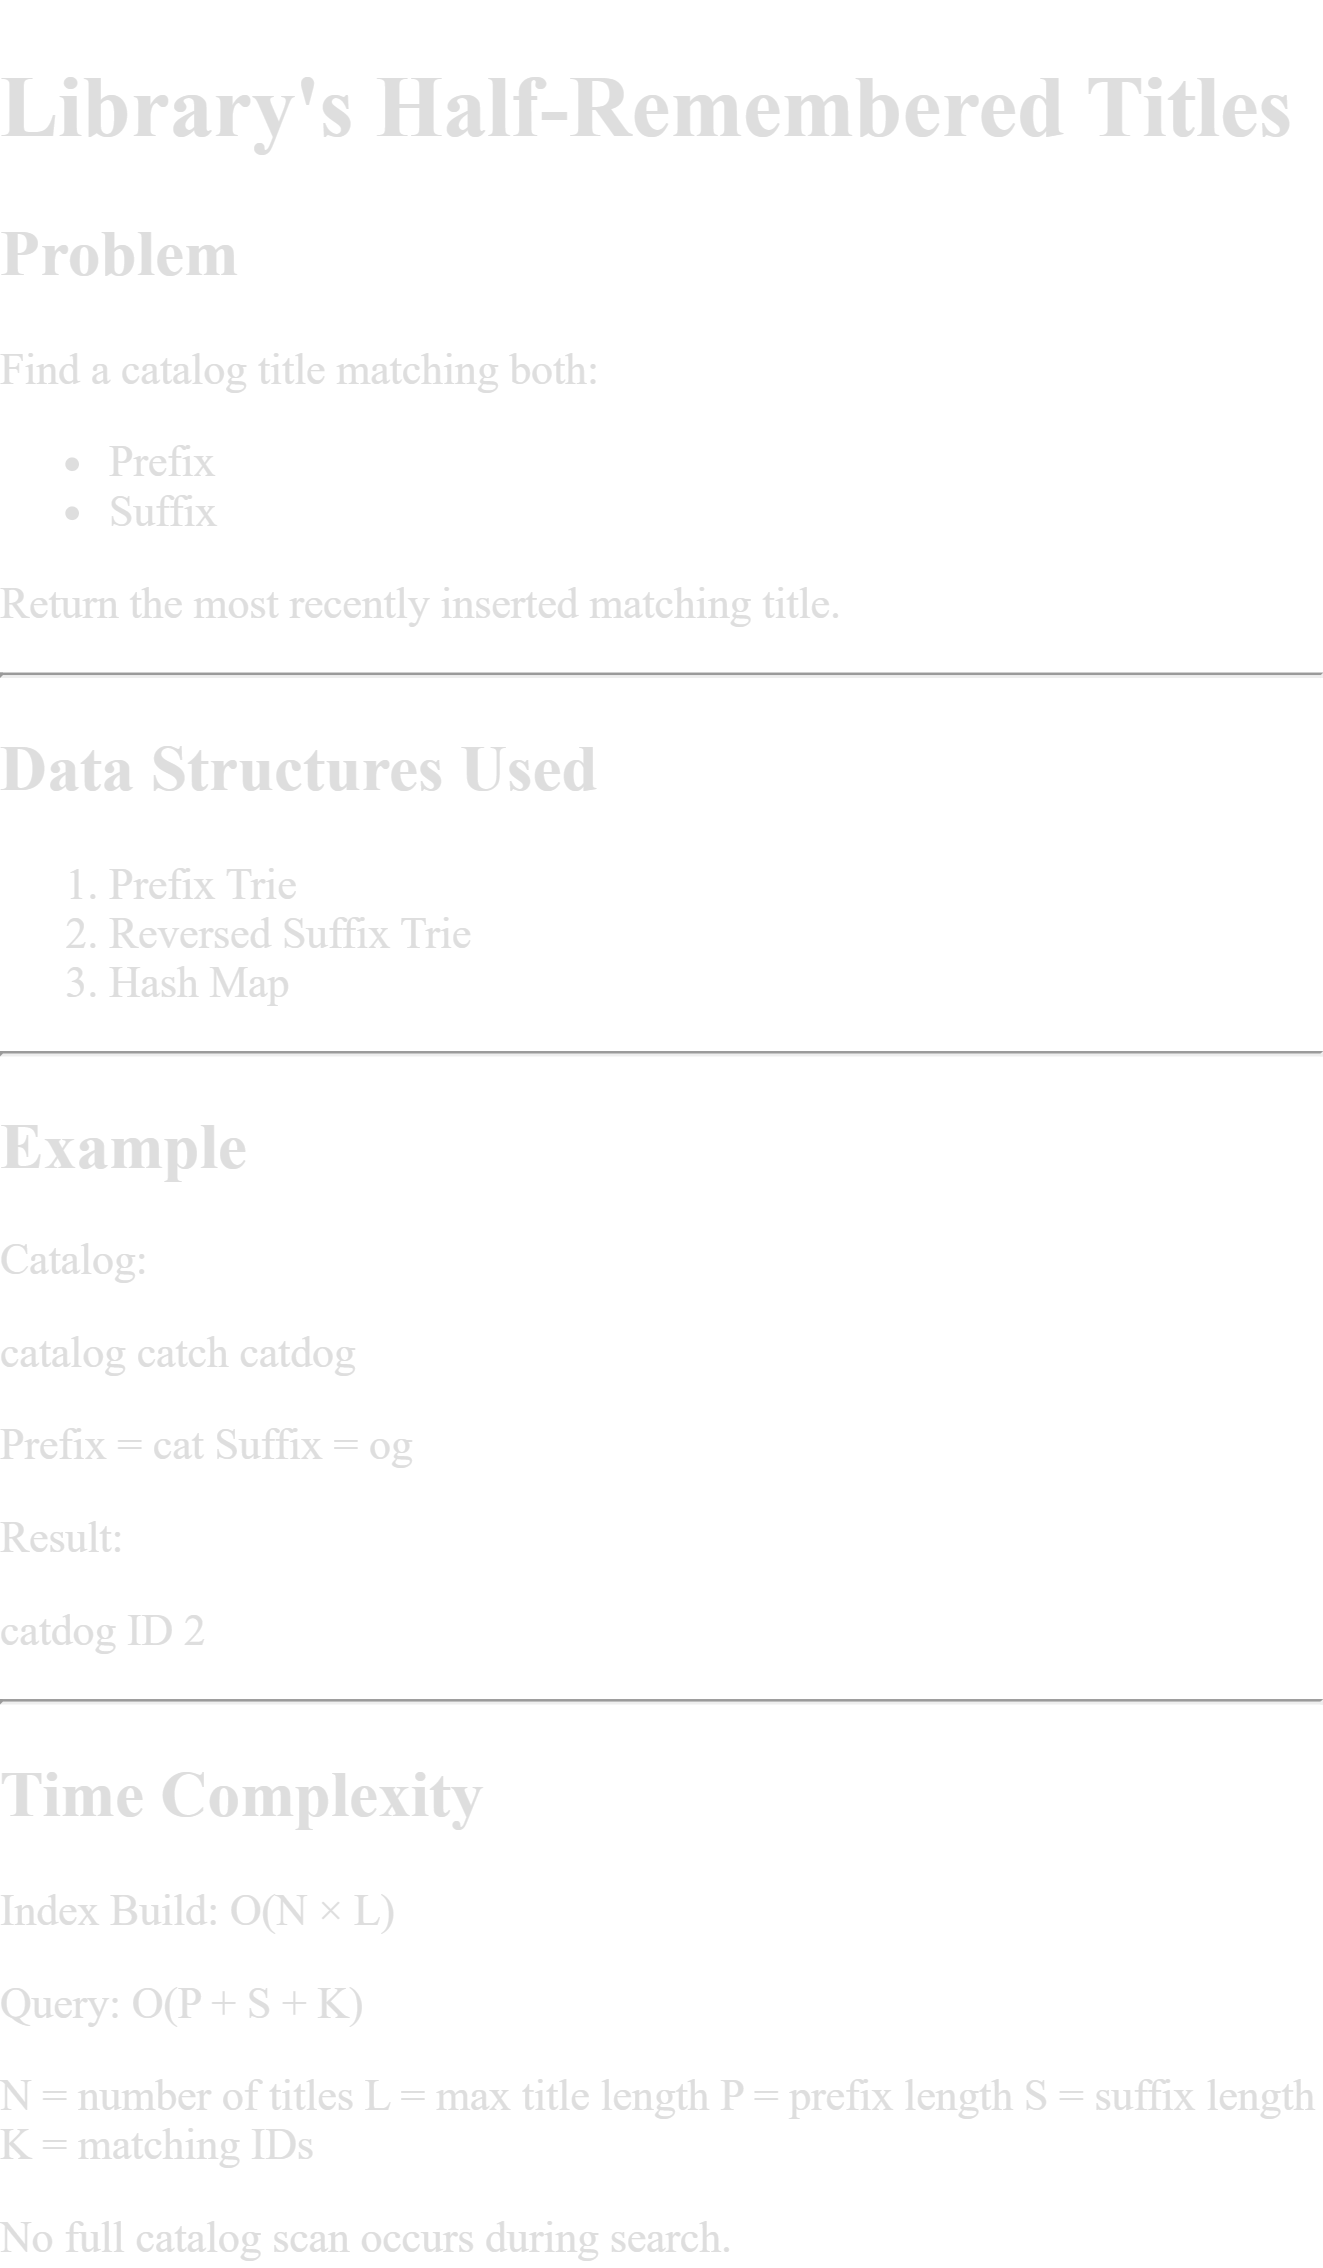 Library's Half-Remembered Titles
Problem
Find a catalog title matching both:
• Prefix
• Suffix
Return the most recently inserted matching title.
Data Structures Used
1. Prefix Trie
2. Reversed Suffix Trie
3. Hash Map
Example
Catalog:
catalog catch catdog
Prefix = cat Suffix = og
Result:
catdog ID 2
Time Complexity
Index Build: O(N × L)
Query: O(P + S + K)
N = number of titles L = max title length P = prefix length S = suffix length
K = matching IDs
No full catalog scan occurs during search.